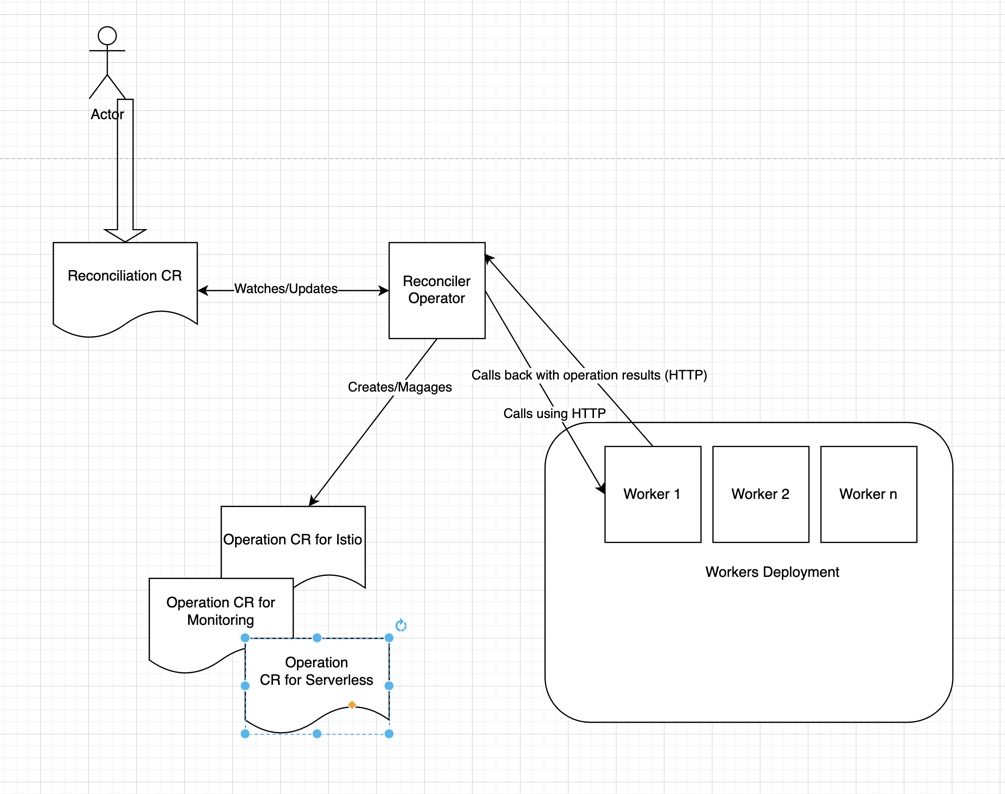 Actor
Reconciliation CR
Watches/Updates
Reconciler
Operator
Calls back with operation results (HTTP)
Creates/Magages
Calls using HTTP
Worker 1
Worker 2
Worker n
Workers Deployment
Operation CR for Istio
Operation CR for
Monitoring
Operation
CR for Serverless